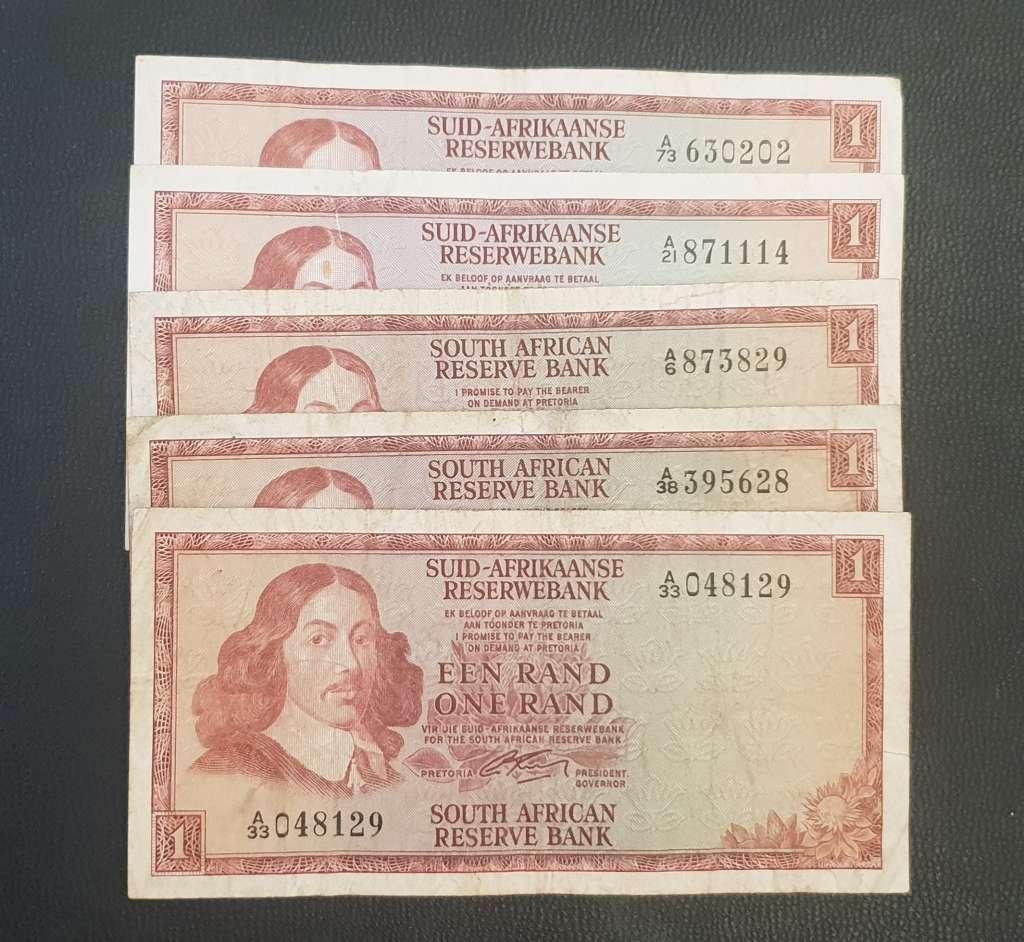 SUID-AFRIKAANSE
RESERWEBANK
A/73 630202
1
SUID-AFRIKAANSE
RESERWEBANK
EK BELOOF OP AANVRAAG TE BETAAL
A/21 871114
1
SOUTH AFRICAN
RESERVE BANK
I PROMISE TO PAY THE BEARER
ON DEMAND AT PRETORIA
A/6 873829
1
SOUTH AFRICAN
RESERVE BANK
A/38 395628
1
SUID-AFRIKAANSE
RESERWEBANK
A/33 048129
1
EK BELOOF OP AANVRAAG TE BETAAL
AAN TOONDER TE PRETORIA
I PROMISE TO PAY THE BEARER
ON DEMAND AT PRETORIA
EEN RAND
ONE RAND
VIR DIE SUID-AFRIKAANSE RESERWEBANK
FOR THE SOUTH AFRICAN RESERVE BANK
PRETORIA
PRESIDENT
GOVERNOR
1
A/33 048129
SOUTH AFRICAN
RESERVE BANK